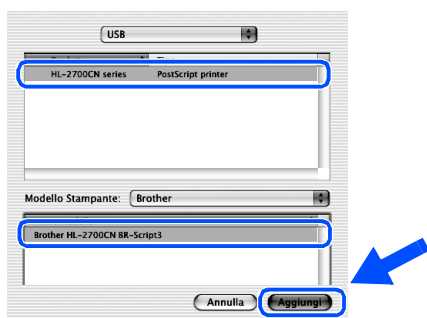 USB
HL-2700CN series PostScript printer
Modello Stampante: Brother
Brother HL-2700CN BR-Script3
Annulla Aggiungi